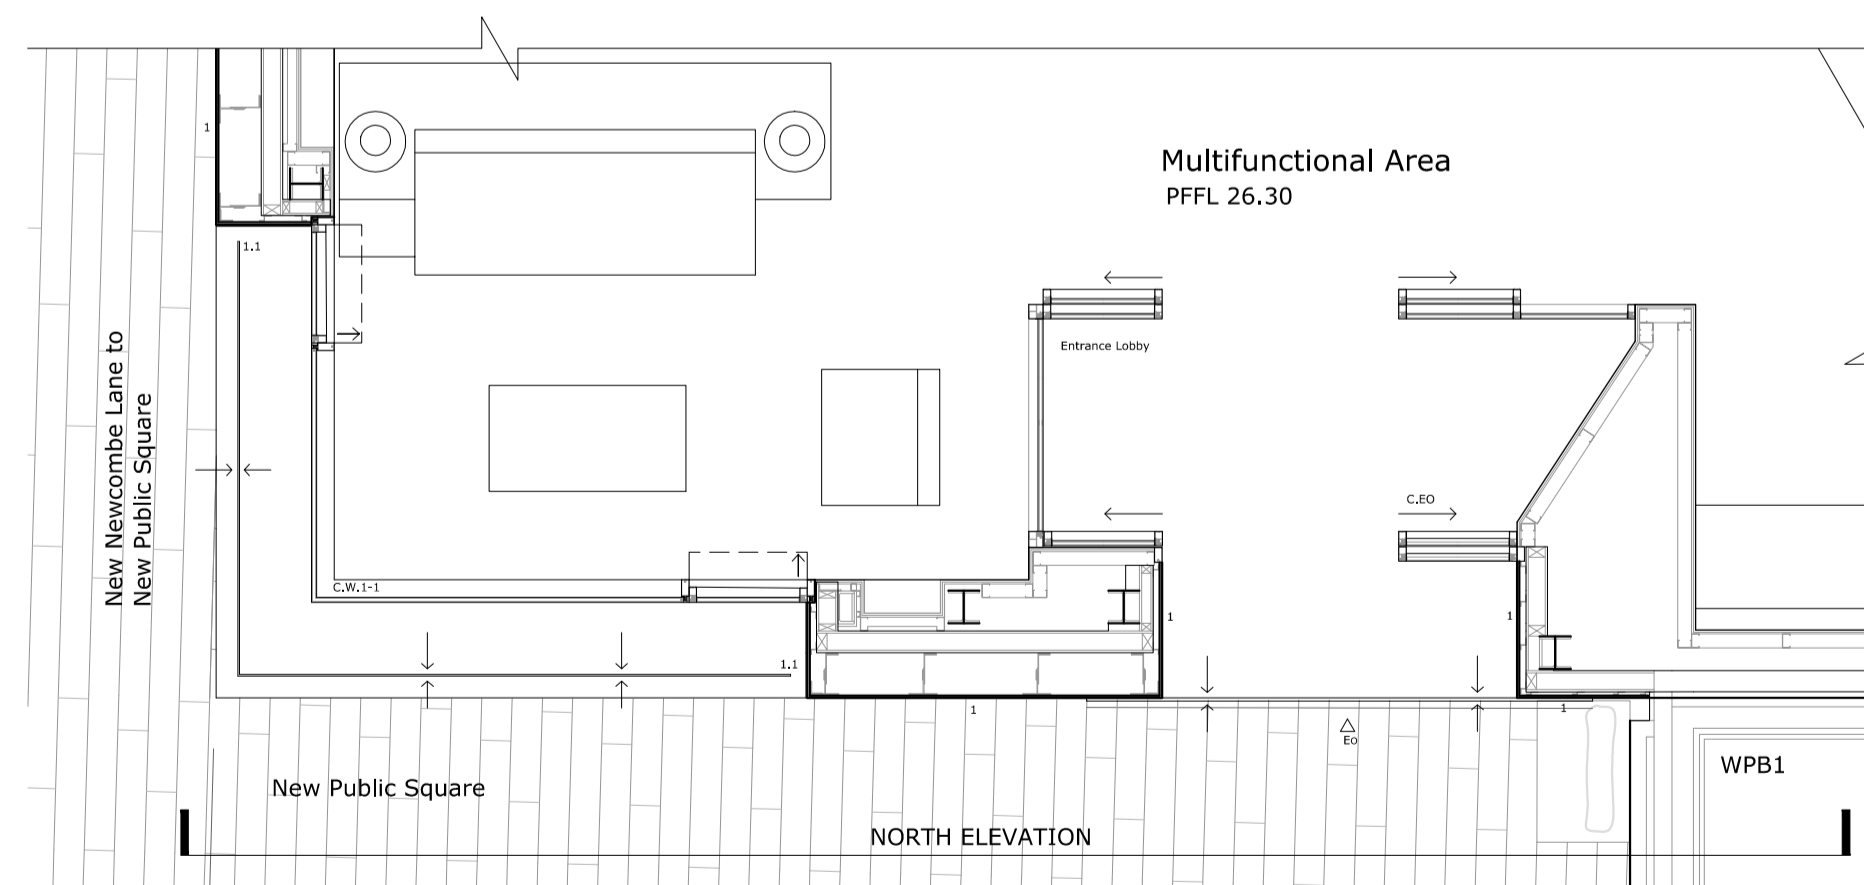 1
Multifunctional Area
PFFL 26.30
1.1
Entrance Lobby
New Newcombe Lane to
New Public Square
C.EO
C.W.1-1
1
1
1.1
1
1
Eo
New Public Square
WPB1
NORTH ELEVATION